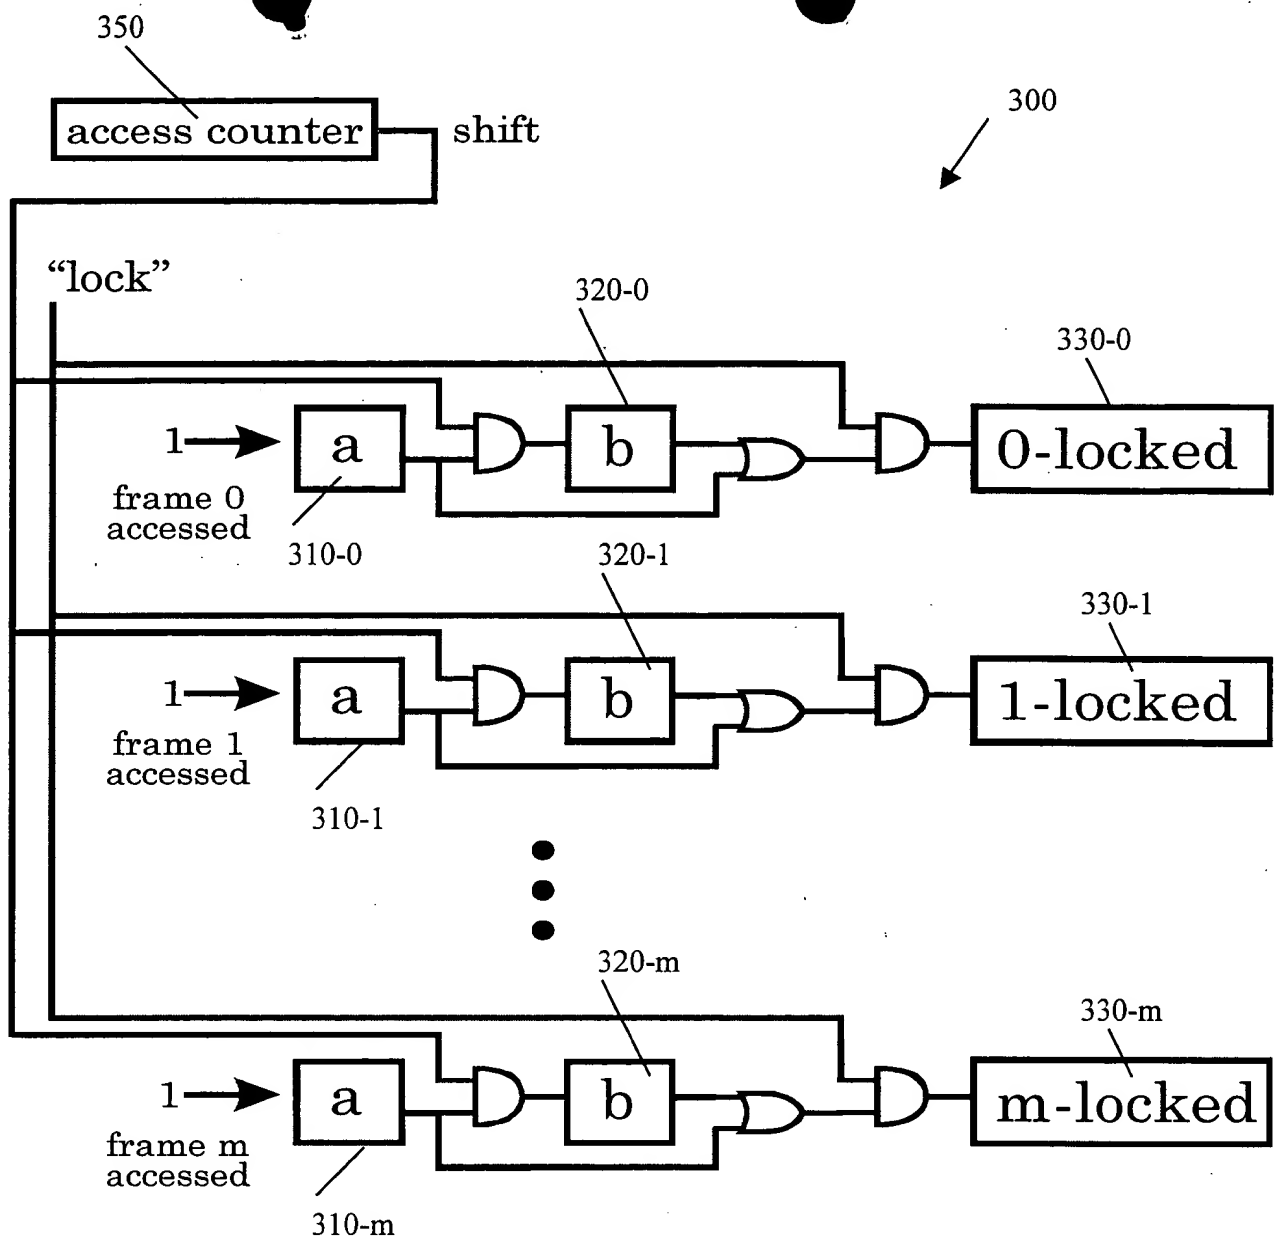 350
access counter
shift
300
“lock”
320-0
330-0
1
a
b
0-locked
frame 0
accessed
310-0
320-1
330-1
1
a
b
1-locked
frame 1
accessed
310-1
320-m
330-m
1
a
b
m-locked
frame m
accessed
310-m